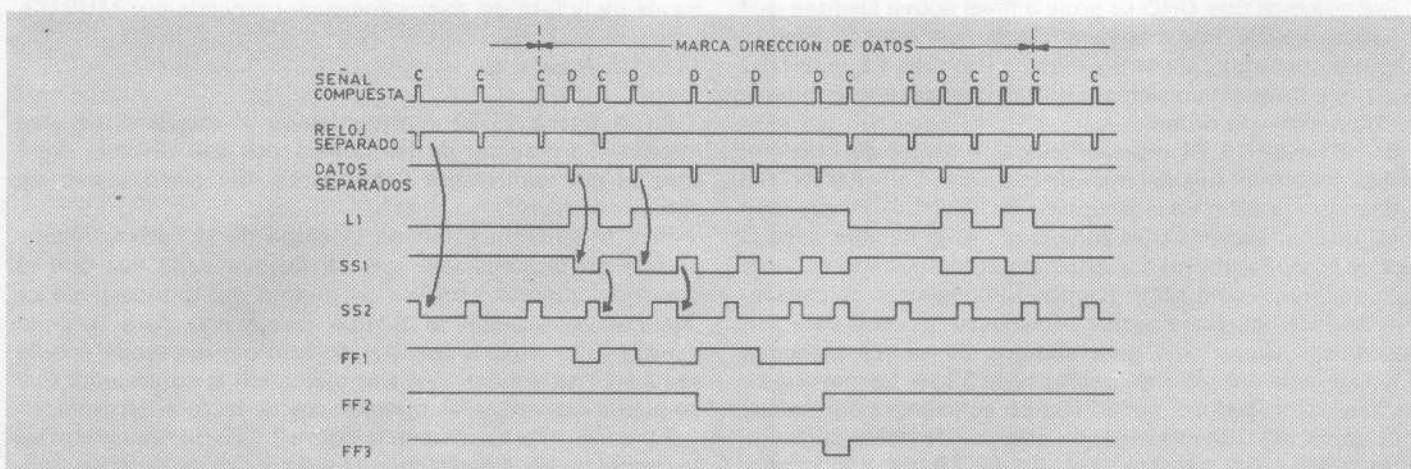 MARCA DIRECCION DE DATOS
C C C D C D D D D C C D C D C C
SEÑAL
COMPUESTA
RELOJ
SEPARADO
DATOS
SEPARADOS
L1
SS1
SS2
FF1
FF2
FF3